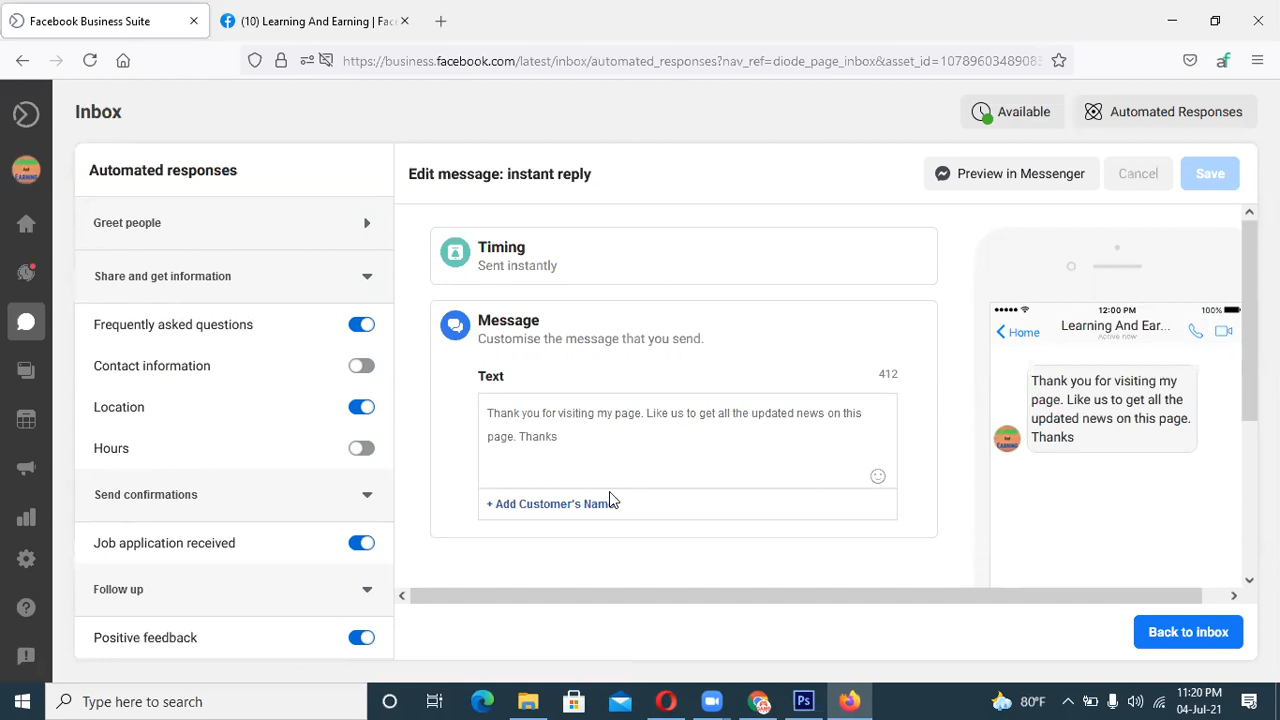 Facebook Business Suite
(10) Learning And Earning | Fac
https://business.facebook.com/latest/inbox/automated_responses?nav_ref=diode_page_inbox&asset_id=10789603489083
Inbox
Available
Automated Responses
Automated responses
Edit message: instant reply
Preview in Messenger
Cancel
Save
Greet people
Share and get information
Frequently asked questions
Contact information
Location
Hours
Send confirmations
Job application received
Follow up
Positive feedback
Timing
Sent instantly
Message
Customise the message that you send.
Text
412
Thank you for visiting my page. Like us to get all the updated news on this
page. Thanks
+ Add Customer's Name
12:00 PM
100%
Home
Learning And Ear...
Active now
Thank you for visiting my
page. Like us to get all the
updated news on this page.
Thanks
Back to inbox
Type here to search
Ps
80°F
11:20 PM
04-Jul-21